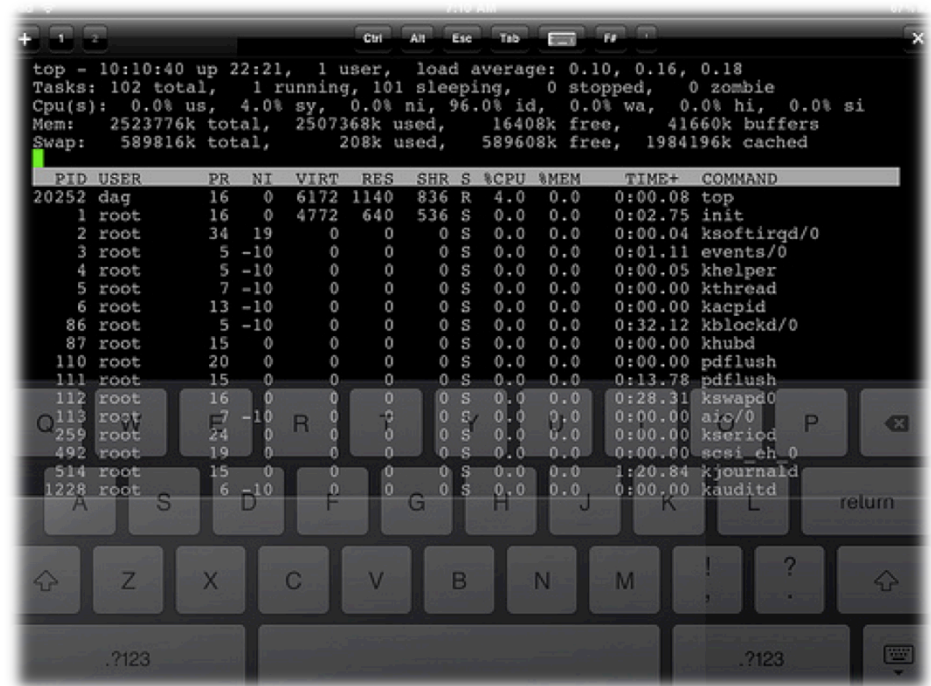 7:10 AM
1 2 Ctrl Alt Esc Tab F#
top - 10:10:40 up 22:21,  1 user,  load average: 0.10, 0.16, 0.18
Tasks: 102 total,   1 running, 101 sleeping,   0 stopped,   0 zombie
Cpu(s):  0.0% us,  4.0% sy,  0.0% ni, 96.0% id,  0.0% wa,  0.0% hi,  0.0% si
Mem:   2523776k total,  2507368k used,    16408k free,    41660k buffers
Swap:   589816k total,      208k used,   589608k free,  1984196k cached
PID USER PR NI VIRT RES SHR S %CPU %MEM TIME+ COMMAND
20252 dag 16 0 6172 1140 836 R 4.0 0.0 0:00.08 top
1 root 16 0 4772 640 536 S 0.0 0.0 0:02.75 init
2 root 34 19 0 0 0 S 0.0 0.0 0:00.04 ksoftirqd/0
3 root 5 -10 0 0 0 S 0.0 0.0 0:01.11 events/0
4 root 5 -10 0 0 0 S 0.0 0.0 0:00.05 khelper
5 root 7 -10 0 0 0 S 0.0 0.0 0:00.00 kthread
6 root 13 -10 0 0 0 S 0.0 0.0 0:00.00 kacpid
86 root 5 -10 0 0 0 S 0.0 0.0 0:32.12 kblockd/0
87 root 15 0 0 0 0 S 0.0 0.0 0:00.00 khubd
110 root 20 0 0 0 0 S 0.0 0.0 0:00.00 pdflush
111 root 15 0 0 0 0 S 0.0 0.0 0:13.78 pdflush
112 root 16 0 0 0 0 S 0.0 0.0 0:28.31 kswapd0
113 root 7 -10 0 0 0 S 0.0 0.0 0:00.00 aio/0
259 root 24 0 0 0 0 S 0.0 0.0 0:00.00 kseriod
492 root 19 0 0 0 0 S 0.0 0.0 0:00.00 scsi_eh_0
514 root 15 0 0 0 0 S 0.0 0.0 1:20.84 kjournald
1228 root 6 -10 0 0 0 S 0.0 0.0 0:00.00 kauditd
Q W E R T Y U I O P
A S D F G H J K L return
Z X C V B N M ! , ? .
.?123 .?123